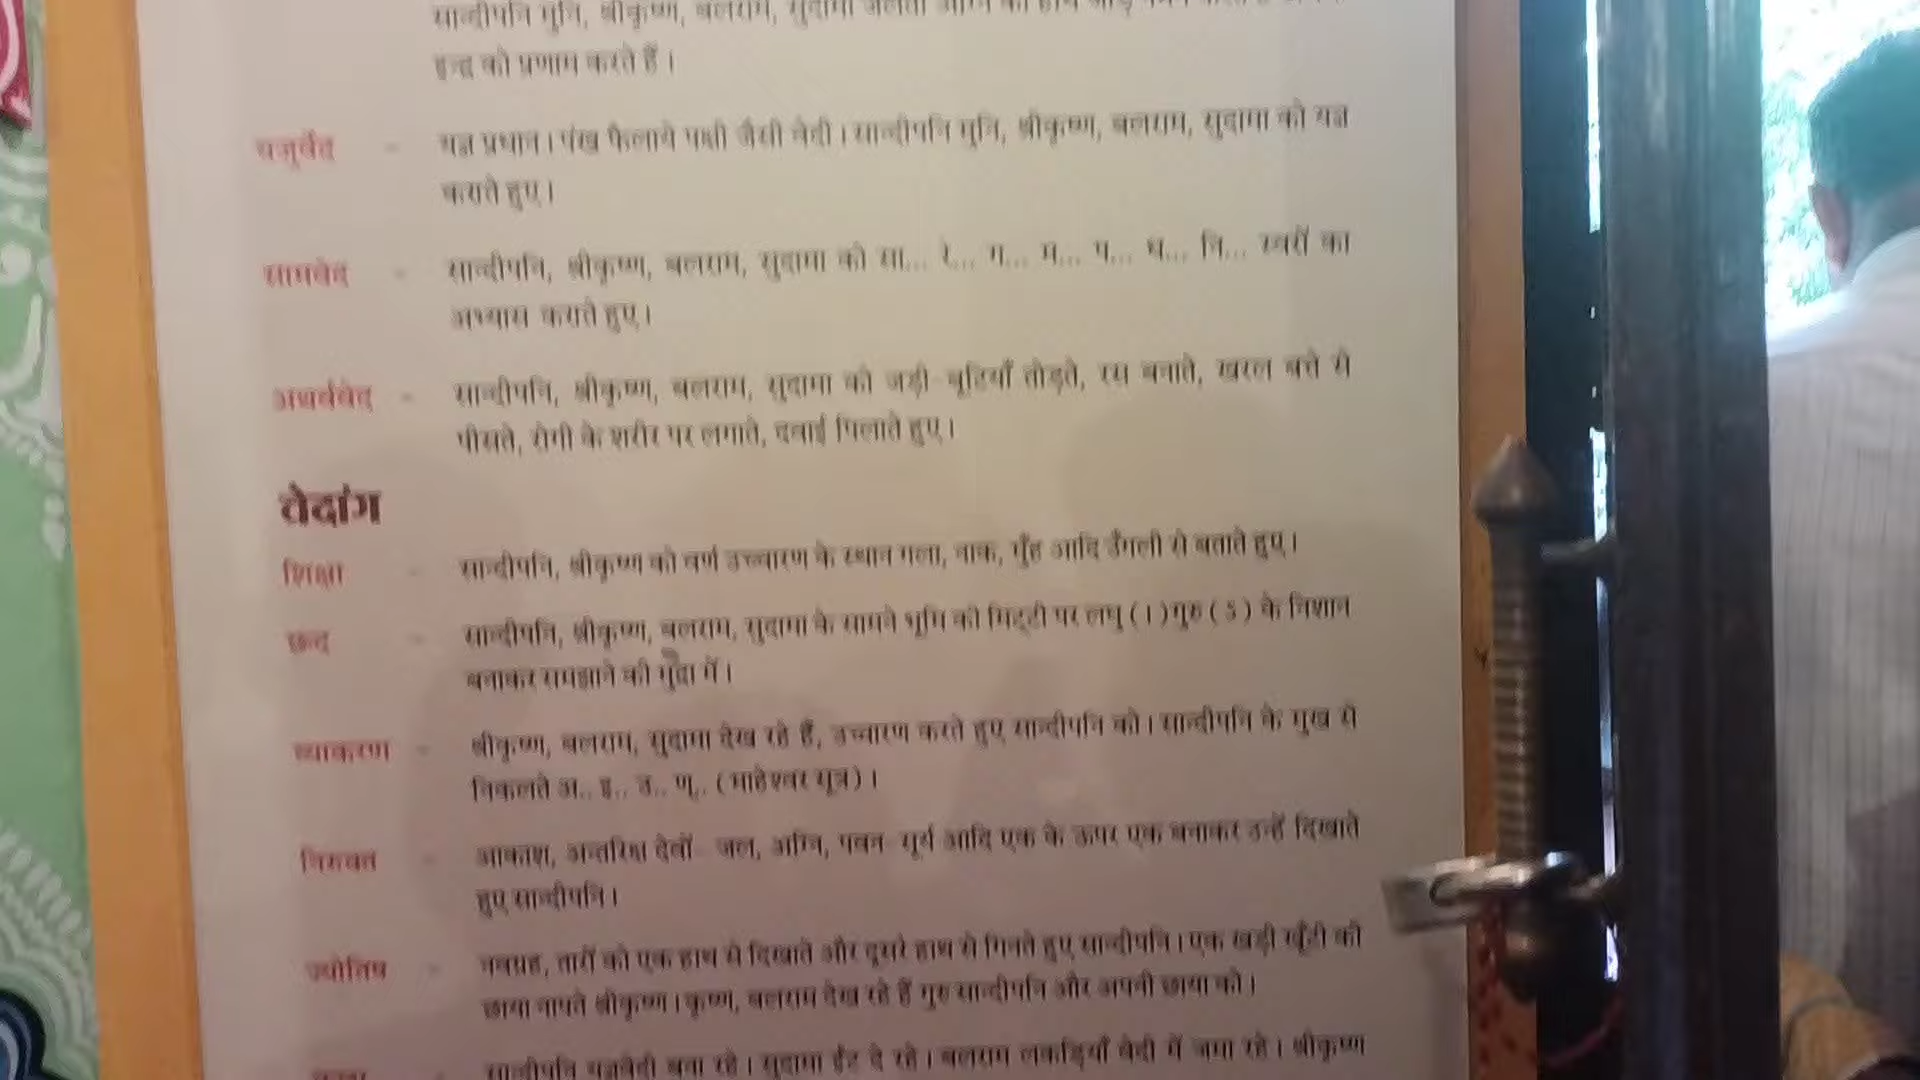 सान्दीपनि मुनि, श्रीकृष्ण, बलराम, सुदामा जलती अग्नि को हाथ जोड़
इन्द्र को प्रणाम करते हैं।
यजुर्वेद - यज्ञ प्रधान। पंख फैलाये पक्षी जैसी वेदी। सान्दीपनि मुनि, श्रीकृष्ण, बलराम, सुदामा को यज्ञ
कराते हुए।
सामवेद - सान्दीपनि, श्रीकृष्ण, बलराम, सुदामा को सा... रे... ग... म... प... ध... नि... स्वरों का
अभ्यास कराते हुए।
अथर्ववेद - सान्दीपनि, श्रीकृष्ण, बलराम, सुदामा को जड़ी-बूटियाँ तोड़ते, रस बनाते, खरल बत्ते से
पीसते, रोगी के शरीर पर लगाते, दवाई पिलाते हुए।
वेदांग
शिक्षा - सान्दीपनि, श्रीकृष्ण को वर्ण उच्चारण के स्थान गला, नाक, मुँह आदि उँगली से बताते हुए।
छन्द - सान्दीपनि, श्रीकृष्ण, बलराम, सुदामा के सामने भूमि की मिट्टी पर लघु (।) गुरु (ऽ) के निशान
बनाकर समझाने की मुद्रा में।
व्याकरण - श्रीकृष्ण, बलराम, सुदामा देख रहे हैं, उच्चारण करते हुए सान्दीपनि को। सान्दीपनि के मुख से
निकलते अ.. इ.. उ.. ण्.. (माहेश्वर सूत्र)।
निरुक्त - आकाश, अन्तरिक्ष देवों- जल, अग्नि, पवन- सूर्य आदि एक के ऊपर एक बनाकर उन्हें दिखाते
हुए सान्दीपनि।
ज्योतिष - नवग्रह, तारों को एक हाथ से दिखाते और दूसरे हाथ से गिनते हुए सान्दीपनि। एक खड़ी खूँटी की
छाया नापते श्रीकृष्ण। कृष्ण, बलराम देख रहे हैं गुरु सान्दीपनि और अपनी छाया को।
सान्दीपनि यज्ञवेदी बना रहे। सुदामा ईंट दे रहे। बलराम लकड़ियाँ वेदी में जमा रहे। श्रीकृष्ण